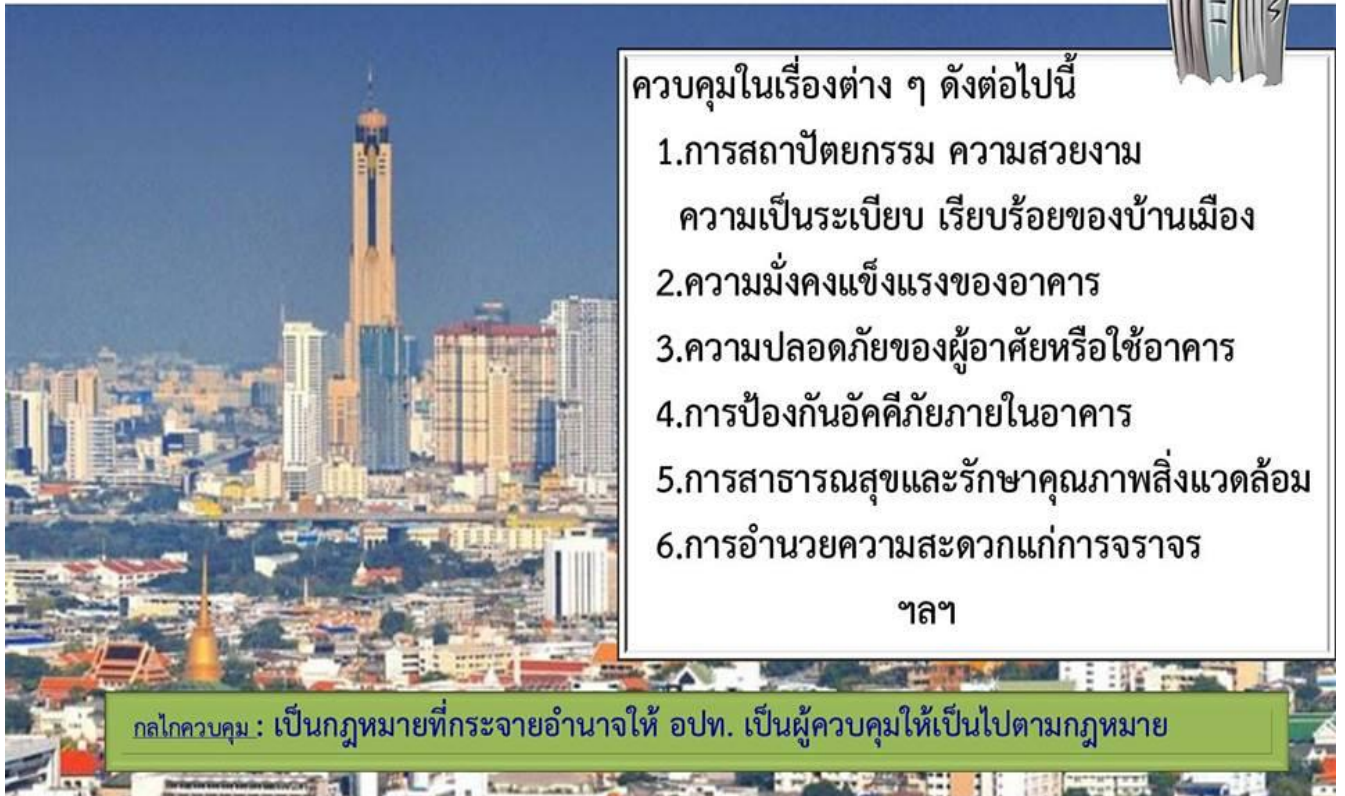 ควบคุมในเรื่องต่าง ๆ ดังต่อไปนี้
1.การสถาปัตยกรรม ความสวยงาม
ความเป็นระเบียบ เรียบร้อยของบ้านเมือง
2.ความมั่งคงแข็งแรงของอาคาร
3.ความปลอดภัยของผู้อาศัยหรือใช้อาคาร
4.การป้องกันอัคคีภัยภายในอาคาร
5.การสาธารณสุขและรักษาคุณภาพสิ่งแวดล้อม
6.การอำนวยความสะดวกแก่การจราจร
ฯลฯ
กลไกควบคุม : เป็นกฎหมายที่กระจายอำนาจให้ อปท. เป็นผู้ควบคุมให้เป็นไปตามกฎหมาย